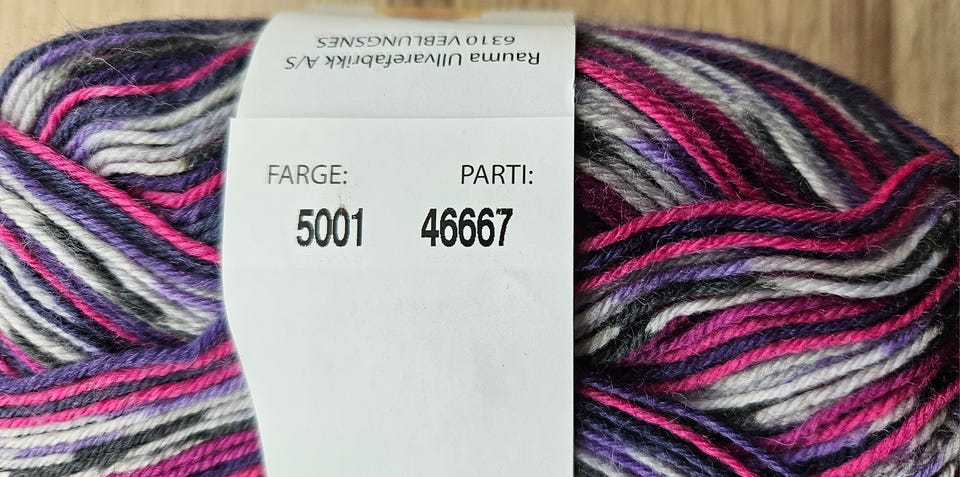 Rauma Ullvarefabrikk A/S
6310 VEBLUNGSNES
FARGE: PARTI:
5001 46667